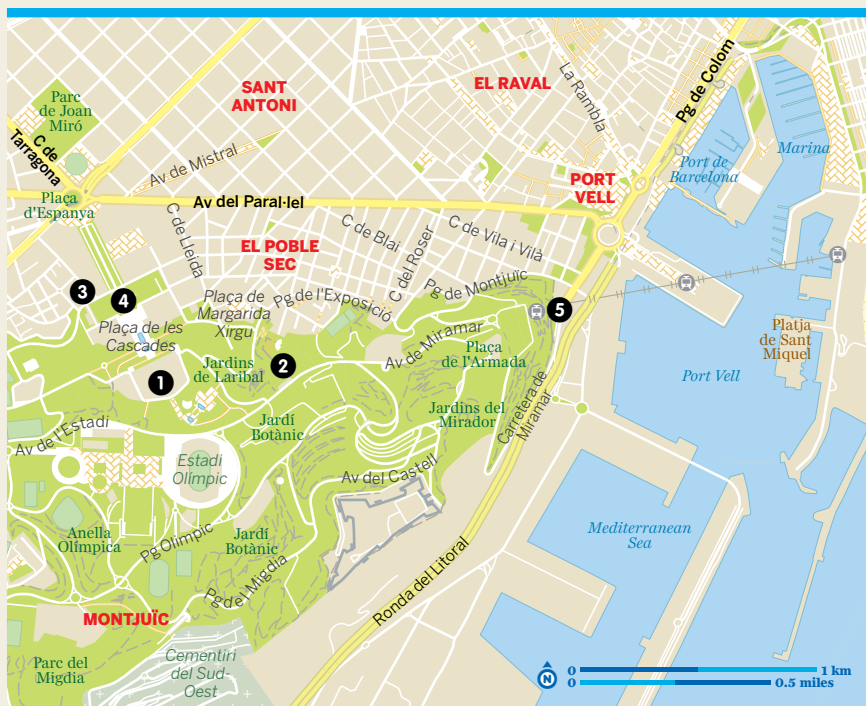 SANT
ANTONI
EL RAVAL
La Rambla
Pg de Colom
Parc
de Joan
Miró
C de
Tarragona
Port de
Barcelona
Marina
Av de Mistral
Plaça
d'Espanya
Av del Paral·lel
PORT
VELL
C de Lleida
EL POBLE
SEC
C de Blai
C del Roser
C de Vila i Vilà
Pg de Montjuïc
3
4
Plaça de
Margarida
Xirgu
Pg de l'Exposició
5
Plaça de les
Cascades
Av de Miramar
Plaça
de l'Armada
Platja
de Sant
Miquel
1
Jardins
de Laribal
2
Port Vell
Jardí
Botànic
Jardins del
Mirador
Carretera de
Miramar
Av de l'Estadi
Estadi
Olímpic
Av del Castell
Anella
Olímpica
Pg Olímpic
Jardí
Botànic
Mediterranean
Sea
Pg del Migdia
Ronda del Litoral
MONTJUÏC
Parc del
Migdia
Cementiri
del Sud-
Oest
N
0 1 km
0 0.5 miles